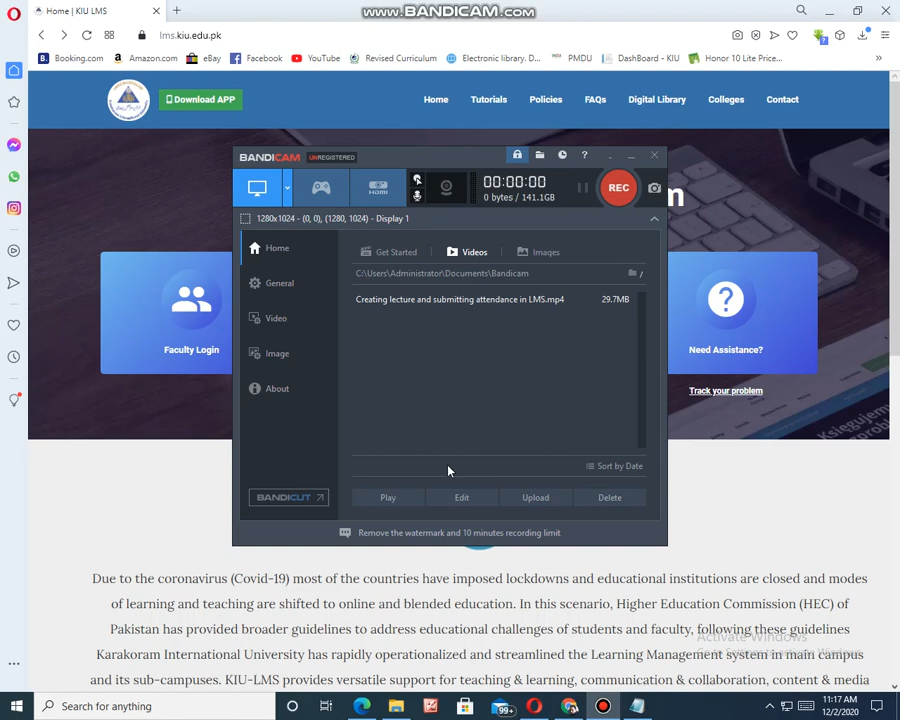 Home | KIU LMS
www.BANDICAM.com
lms.kiu.edu.pk
7
Booking.com
Amazon.com
eBay
Facebook
YouTube
Revised Curriculum
Electronic library. D...
PMDU
DashBoard - KIU
Honor 10 Lite Price...
Download APP
Home
Tutorials
Policies
FAQs
Digital Library
Colleges
Contact
BANDICAM UNREGISTERED
HDMI
00:00:00
0 bytes / 141.1GB
REC
1280x1024 - (0, 0), (1280, 1024) - Display 1
Home
General
Video
Image
About
BANDICUT
Get Started
Videos
Images
C:\Users\Administrator\Documents\Bandicam
Creating lecture and submitting attendance in LMS.mp4
29.7MB
Sort by Date
Play
Edit
Upload
Delete
Remove the watermark and 10 minutes recording limit
Faculty Login
Need Assistance?
Track your problem
Due to the coronavirus (Covid-19) most of the countries have imposed lockdowns and educational institutions are closed and modes
of learning and teaching are shifted to online and blended education. In this scenario, Higher Education Commission (HEC) of
Pakistan has provided broader guidelines to address educational challenges of students and faculty, following these guidelines
Karakoram International University has rapidly operationalized and streamlined the Learning Management system in main campus
and its sub-campuses. KIU-LMS provides versatile support for teaching & learning, communication & collaboration, content & media
Activate Windows
Type here to search
99+
11:17 AM
12/2/2020